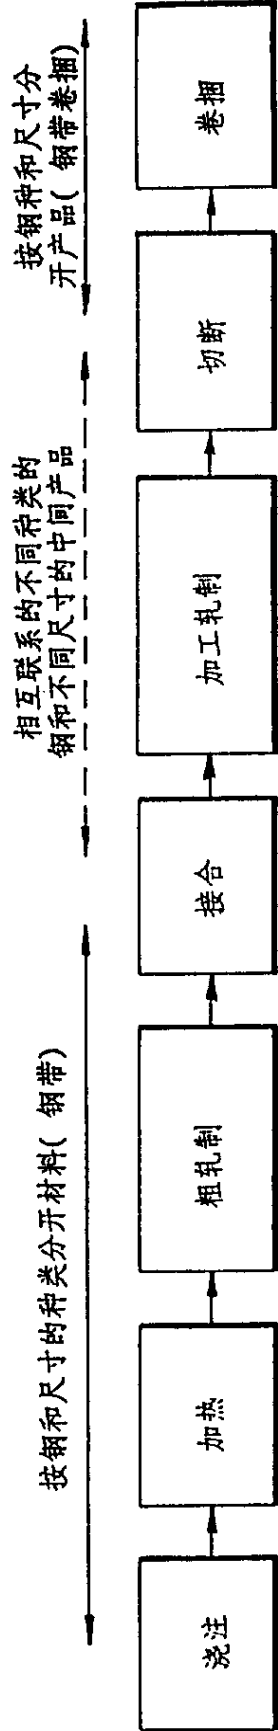 按钢和尺寸的种类分开材料( 钢带)
相互联系的不同种类的
钢和不同尺寸的中间产品
按钢种和尺寸分
开产品( 钢带卷捆)
浇注
加热
粗轧制
接合
加工轧制
切断
卷捆